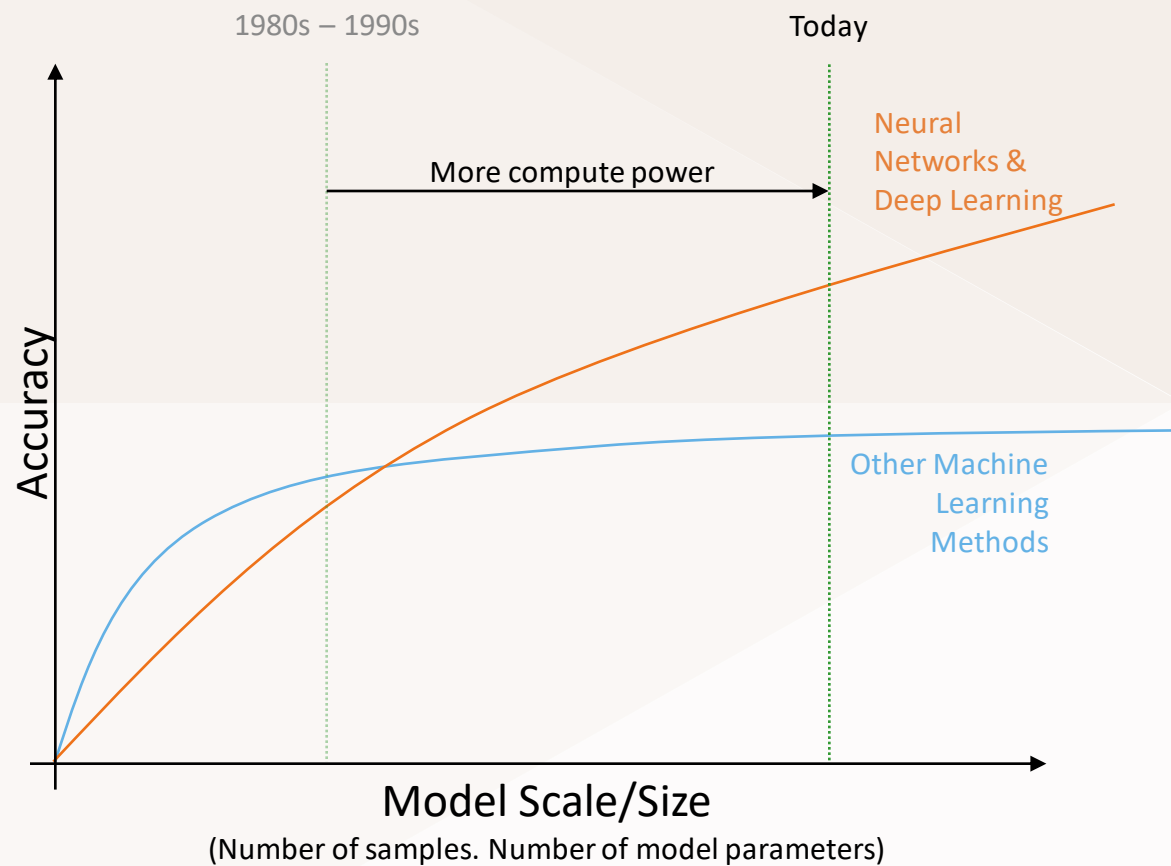 1980s – 1990s
Today
Neural
Networks &
Deep Learning
More compute power
Accuracy
Other Machine
Learning
Methods
Model Scale/Size
(Number of samples. Number of model parameters)